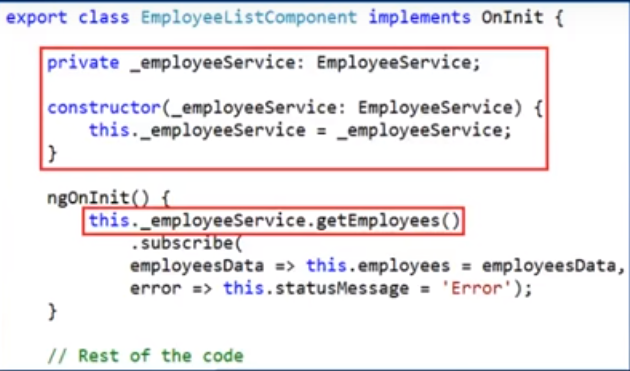 export class EmployeeListComponent implements OnInit {
private _employeeService: EmployeeService;
constructor(_employeeService: EmployeeService) {
this._employeeService = _employeeService;
}
ngOnInit() {
this._employeeService.getEmployees()
.subscribe(
employeesData => this.employees = employeesData,
error => this.statusMessage = 'Error');
}
// Rest of the code